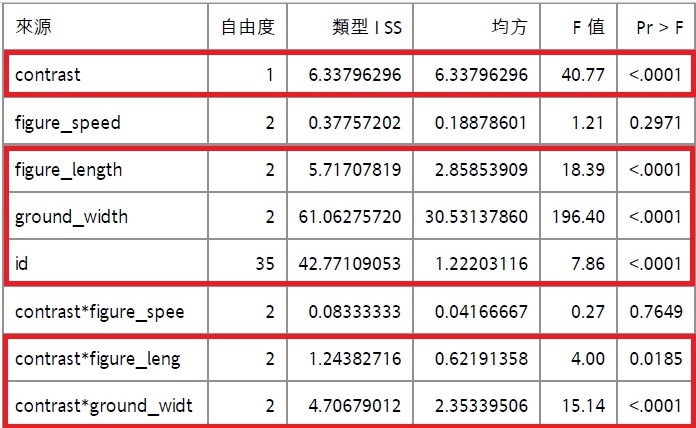 來源 自由度 類型 I SS 均方 F 值 Pr > F
contrast 1 6.33796296 6.33796296 40.77 <.0001
figure_speed 2 0.37757202 0.18878601 1.21 0.2971
figure_length 2 5.71707819 2.85853909 18.39 <.0001
ground_width 2 61.06275720 30.53137860 196.40 <.0001
id 35 42.77109053 1.22203116 7.86 <.0001
contrast*figure_spee 2 0.08333333 0.04166667 0.27 0.7649
contrast*figure_leng 2 1.24382716 0.62191358 4.00 0.0185
contrast*ground_widt 2 4.70679012 2.35339506 15.14 <.0001